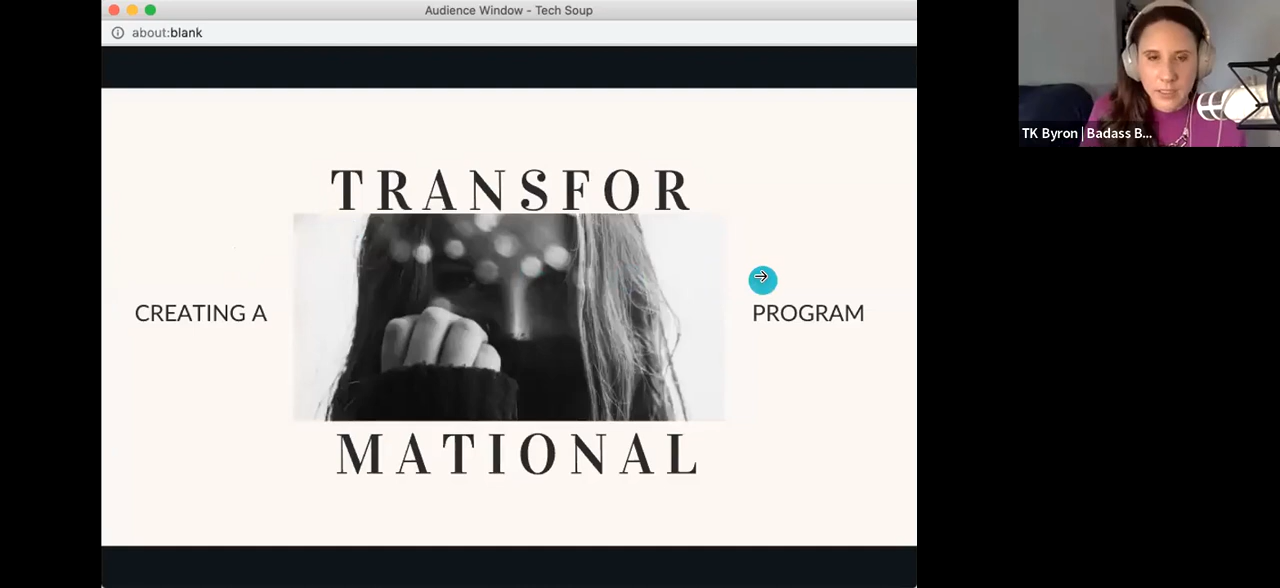 Audience Window - Tech Soup
about:blank
TRANSFOR
CREATING A
PROGRAM
MATIONAL
TK Byron | Badass B...